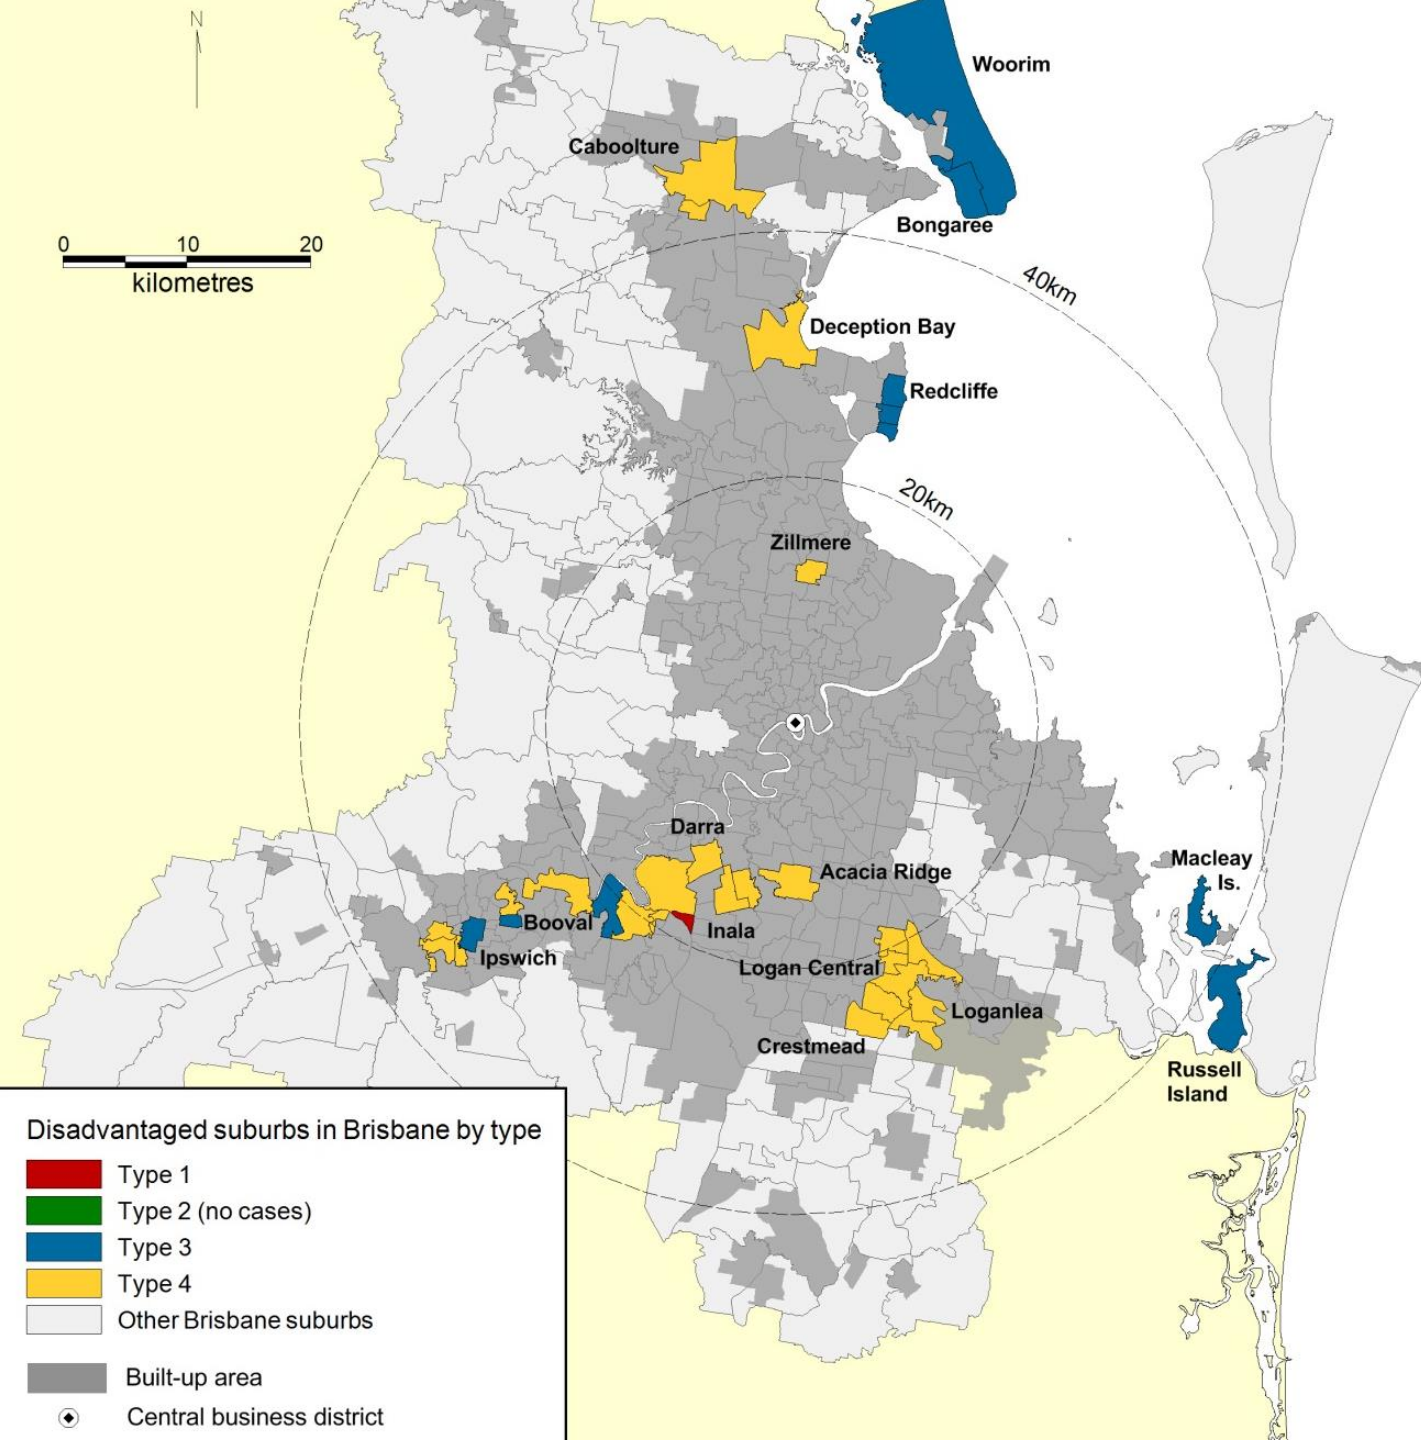 N
Woorim
Caboolture
Bongaree
0 10 20
kilometres
40km
Deception Bay
Redcliffe
20km
Zillmere
Darra
Acacia Ridge
Macleay
Is.
Booval
Inala
Ipswich
Logan Central
Loganlea
Crestmead
Russell
Island
Disadvantaged suburbs in Brisbane by type
Type 1
Type 2 (no cases)
Type 3
Type 4
Other Brisbane suburbs
Built-up area
Central business district